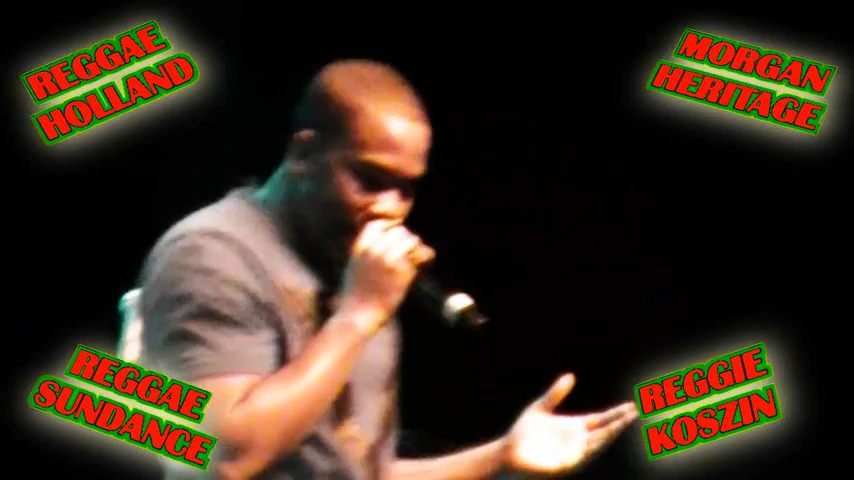 REGGAE
HOLLAND
MORGAN
HERITAGE
REGGAE
SUNDANCE
REGGIE
KOSZIN